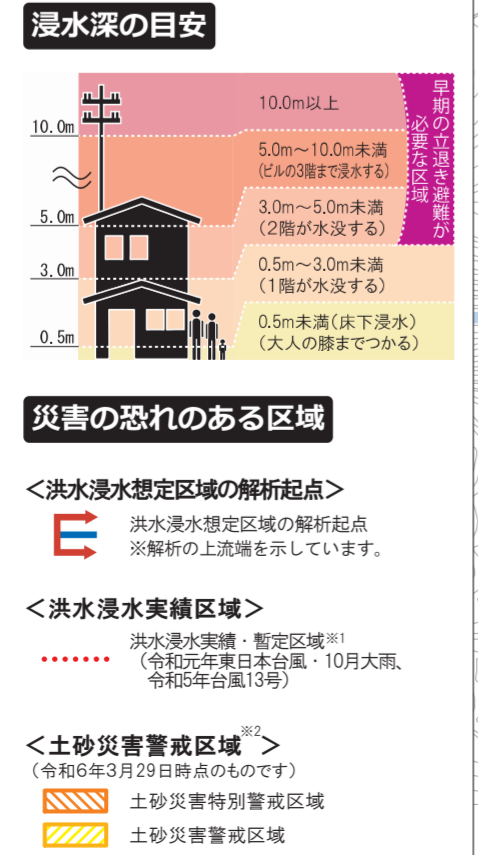 浸水深の目安
10.0m以上
早期の立退き避難が
必要な区域
10.0m
5.0m～10.0m未満
(ビルの3階まで浸水する)
5.0m
3.0m～5.0m未満
(2階が水没する)
3.0m
0.5m～3.0m未満
(1階が水没する)
0.5m
0.5m未満(床下浸水)
(大人の膝までつかる)
災害の恐れのある区域
＜洪水浸水想定区域の解析起点＞
洪水浸水想定区域の解析起点
※解析の上流端を示しています。
＜洪水浸水実績区域＞
洪水浸水実績・暫定区域※1
(令和元年東日本台風・10月大雨、
令和5年台風13号)
＜土砂災害警戒区域※2＞
(令和6年3月29日時点のものです)
土砂災害特別警戒区域
土砂災害警戒区域